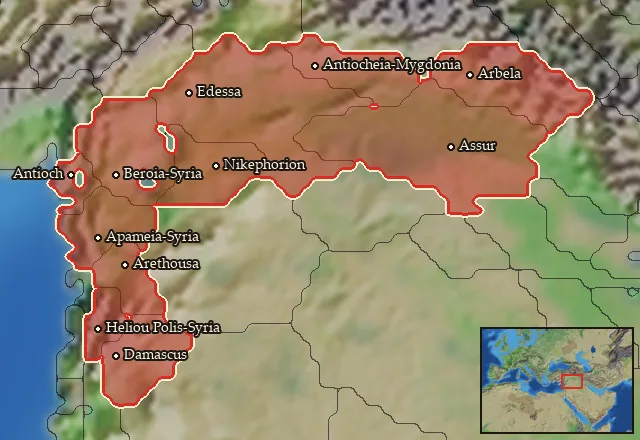 Antiocheia-Mygdonia
Arbela
Edessa
Assur
Nikephorion
Antioch
Beroia-Syria
Apameia-Syria
Arethousa
Heliou Polis-Syria
Damascus